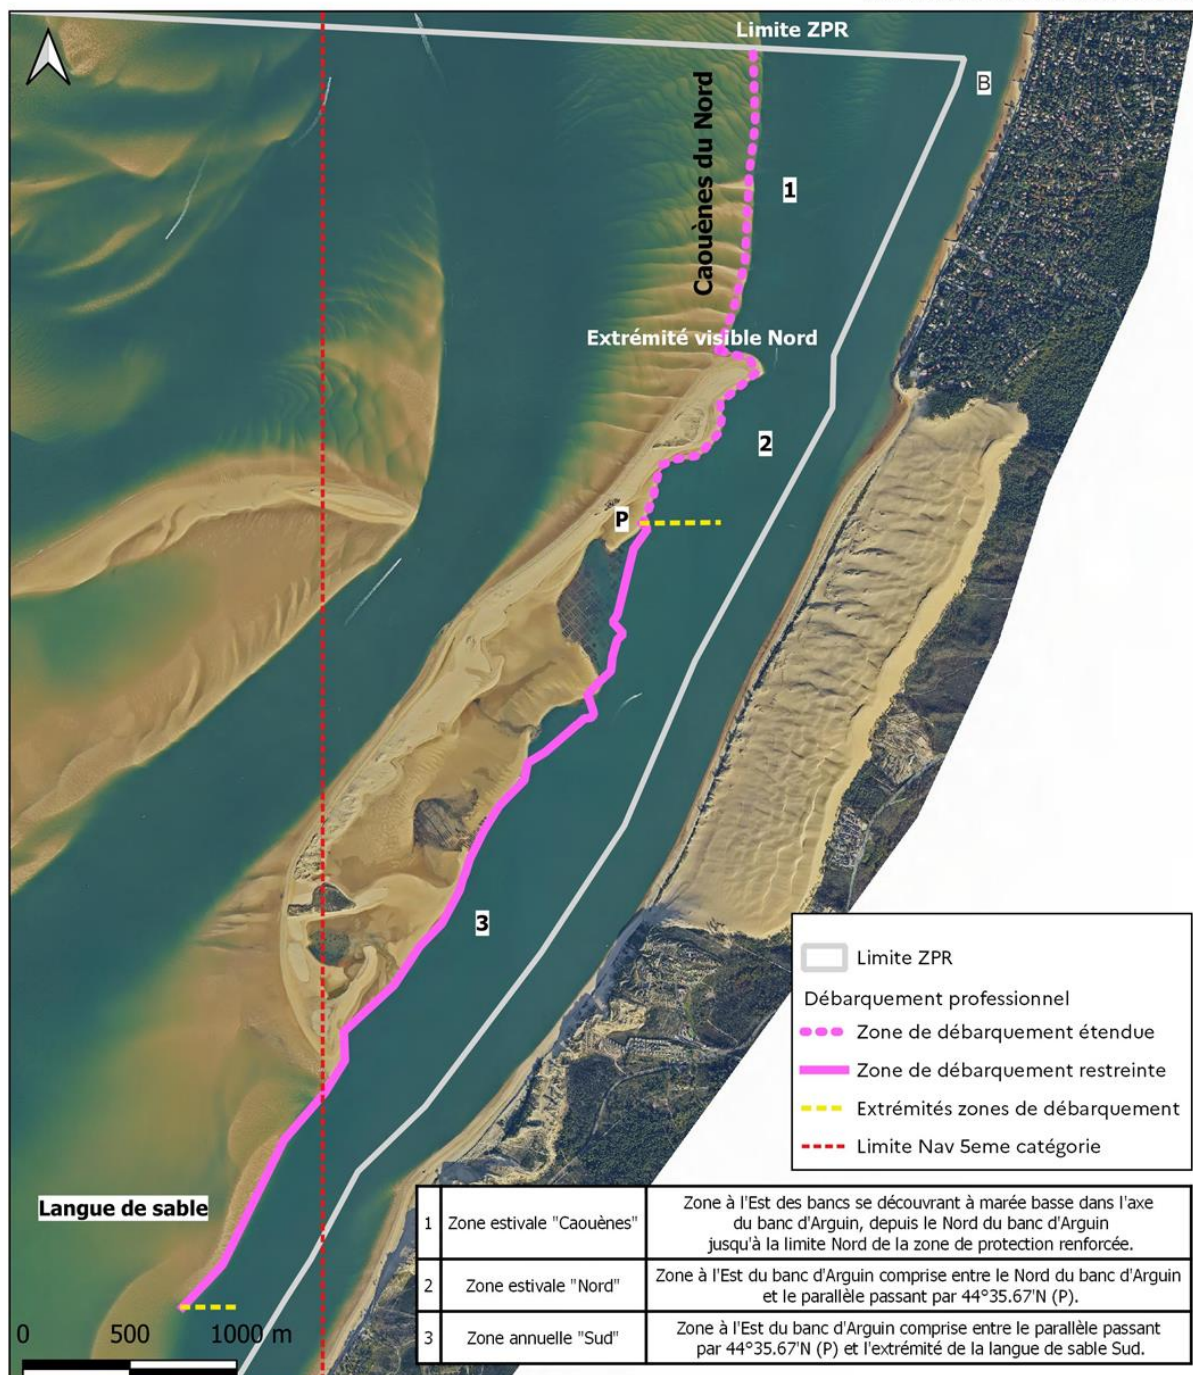 Limite ZPR
B
Caouènes du Nord
1
Extrémité visible Nord
2
P
3
Limite ZPR
Débarquement professionnel
Zone de débarquement étendue
Zone de débarquement restreinte
Extrémités zones de débarquement
Limite Nav 5eme catégorie
Langue de sable
1 Zone estivale "Caouènes" Zone à l'Est des bancs se découvrant à marée basse dans l'axe
du banc d'Arguin, depuis le Nord du banc d'Arguin
jusqu'à la limite Nord de la zone de protection renforcée.
2 Zone estivale "Nord" Zone à l'Est du banc d'Arguin comprise entre le Nord du banc d'Arguin
et le parallèle passant par 44°35.67'N (P).
3 Zone annuelle "Sud" Zone à l'Est du banc d'Arguin comprise entre le parallèle passant
par 44°35.67'N (P) et l'extrémité de la langue de sable Sud.
0 500 1000 m